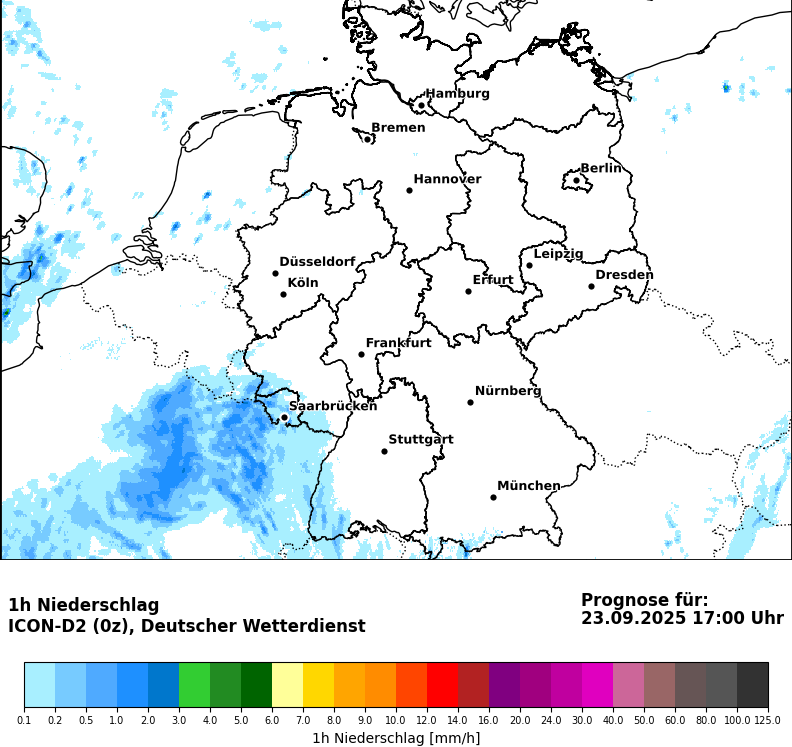 Hamburg
Bremen
Berlin
Hannover
Leipzig
Düsseldorf
Dresden
Köln
Erfurt
Frankfurt
Nürnberg
Saarbrücken
Stuttgart
München
1h Niederschlag
ICON-D2 (0z), Deutscher Wetterdienst
Prognose für:
23.09.2025 17:00 Uhr
0.1 0.2 0.5 1.0 2.0 3.0 4.0 5.0 6.0 7.0 9.0 10.0 12.0 14.0 16.0 20.0 24.0 30.0 40.0 50.0 60.0 80.0 100.0 125.0
1h Niederschlag [mm/h]